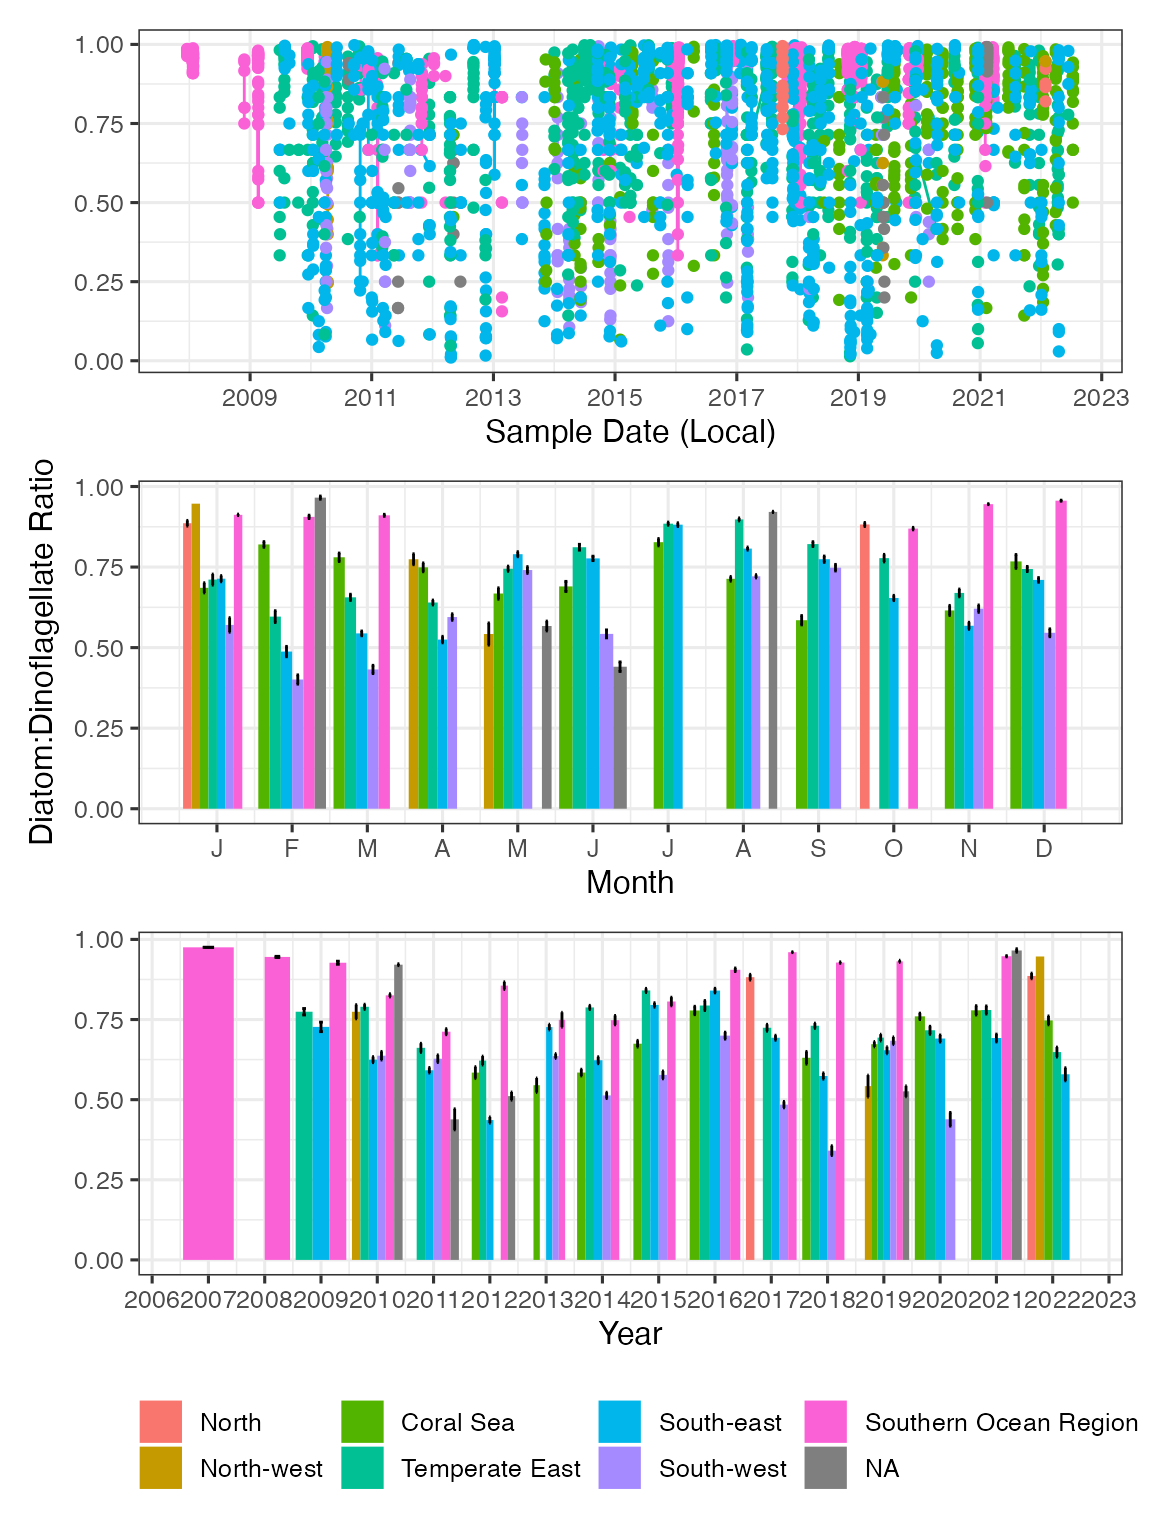 1.00
0.75
0.50
0.25
0.00
2009 2011 2013 2015 2017 2019 2021 2023
Sample Date (Local)
Diatom:Dinoflagellate Ratio
1.00
0.75
0.50
0.25
0.00
J F M A M J J A S O N D
Month
1.00
0.75
0.50
0.25
0.00
2006 2007 2008 2009 2010 2011 2012 2013 2014 2015 2016 2017 2018 2019 2020 2021 2022 2023
Year
North Coral Sea South-east Southern Ocean Region
North-west Temperate East South-west NA